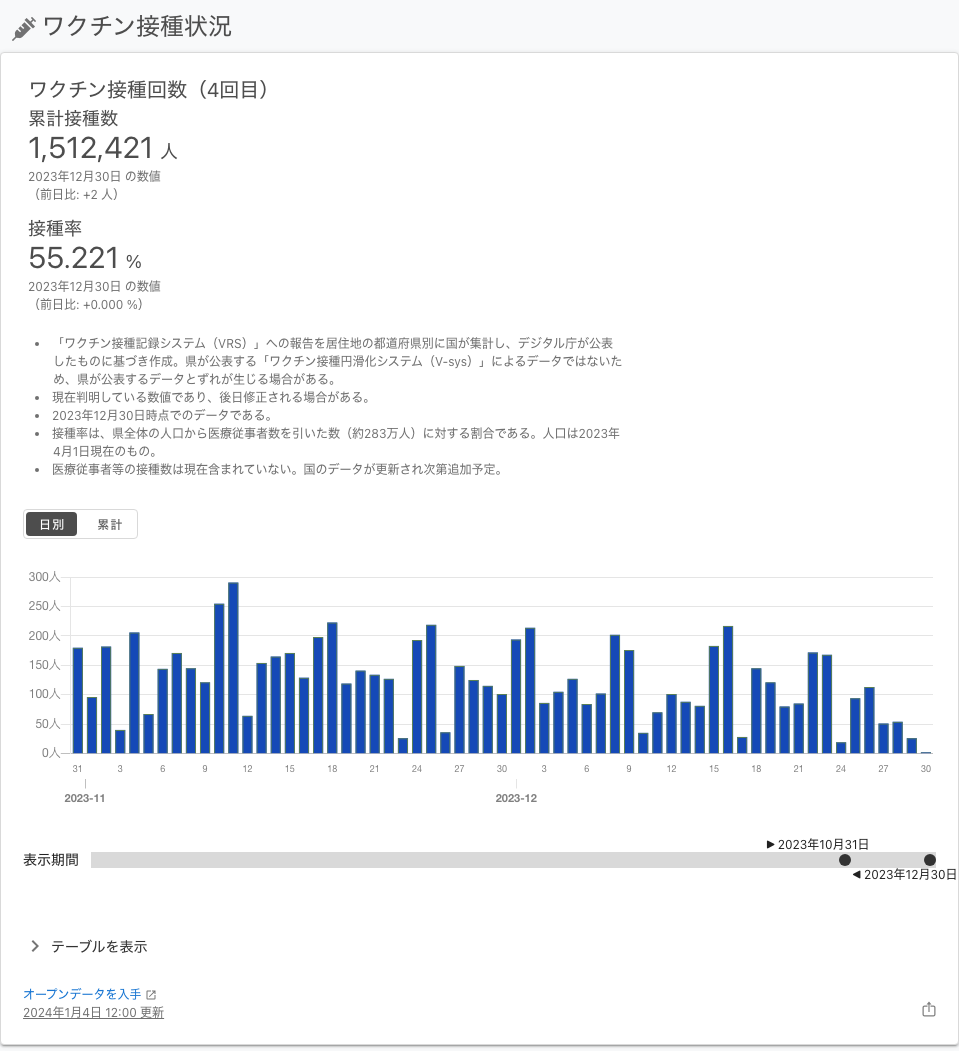 ワクチン接種状況
ワクチン接種回数（4回目）
累計接種数
1,512,421 人
2023年12月30日 の数値
（前日比: +2 人）
接種率
55.221 %
2023年12月30日 の数値
（前日比: +0.000 %）
• 「ワクチン接種記録システム（VRS）」への報告を居住地の都道府県別に国が集計し、デジタル庁が公表
したものに基づき作成。県が公表する「ワクチン接種円滑化システム（V-sys）」によるデータではないた
め、県が公表するデータとずれが生じる場合がある。
• 現在判明している数値であり、後日修正される場合がある。
• 2023年12月30日時点でのデータである。
• 接種率は、県全体の人口から医療従事者数を引いた数（約283万人）に対する割合である。人口は2023年
4月1日現在のもの。
• 医療従事者等の接種数は現在含まれていない。国のデータが更新され次第追加予定。
日別 累計
300人
250人
200人
150人
100人
50人
0人
31 3 6 9 12 15 18 21 24 27 30 3 6 9 12 15 18 21 24 27 30
2023-11 2023-12
▶ 2023年10月31日
表示期間
◀ 2023年12月30日
テーブルを表示
オープンデータを入手
2024年1月4日 12:00 更新